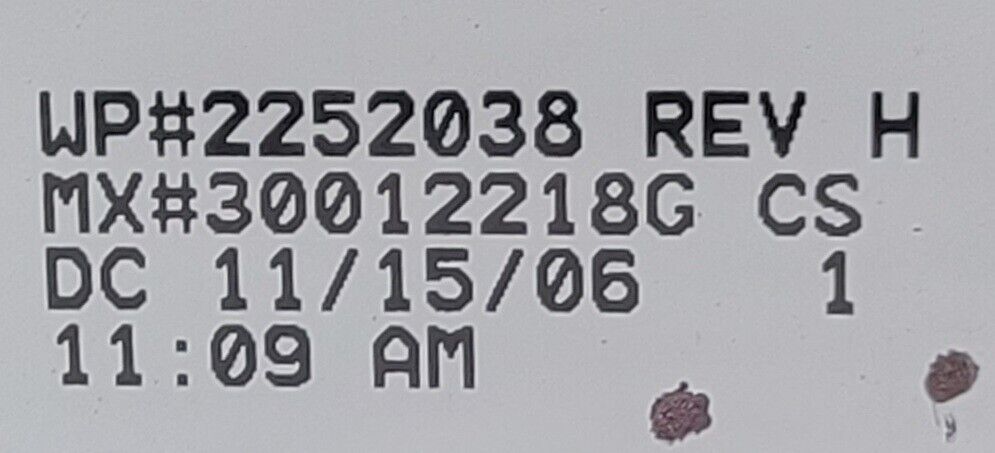 WP#2252038 REV H
MX#30012218G CS
DC 11/15/06 1
11:09 AM